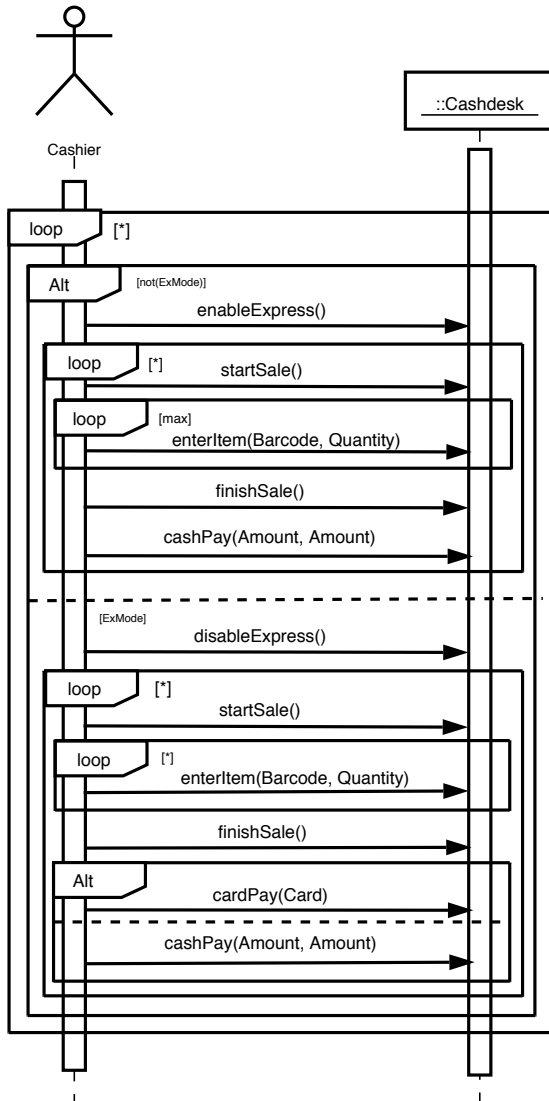 ::Cashdesk
Cashier
loop [*]
Alt [not(ExMode)]
enableExpress()
loop [*]
startSale()
loop [max]
enterItem(Barcode, Quantity)
finishSale()
cashPay(Amount, Amount)
[ExMode]
disableExpress()
loop [*]
startSale()
loop [*]
enterItem(Barcode, Quantity)
finishSale()
Alt
cardPay(Card)
cashPay(Amount, Amount)